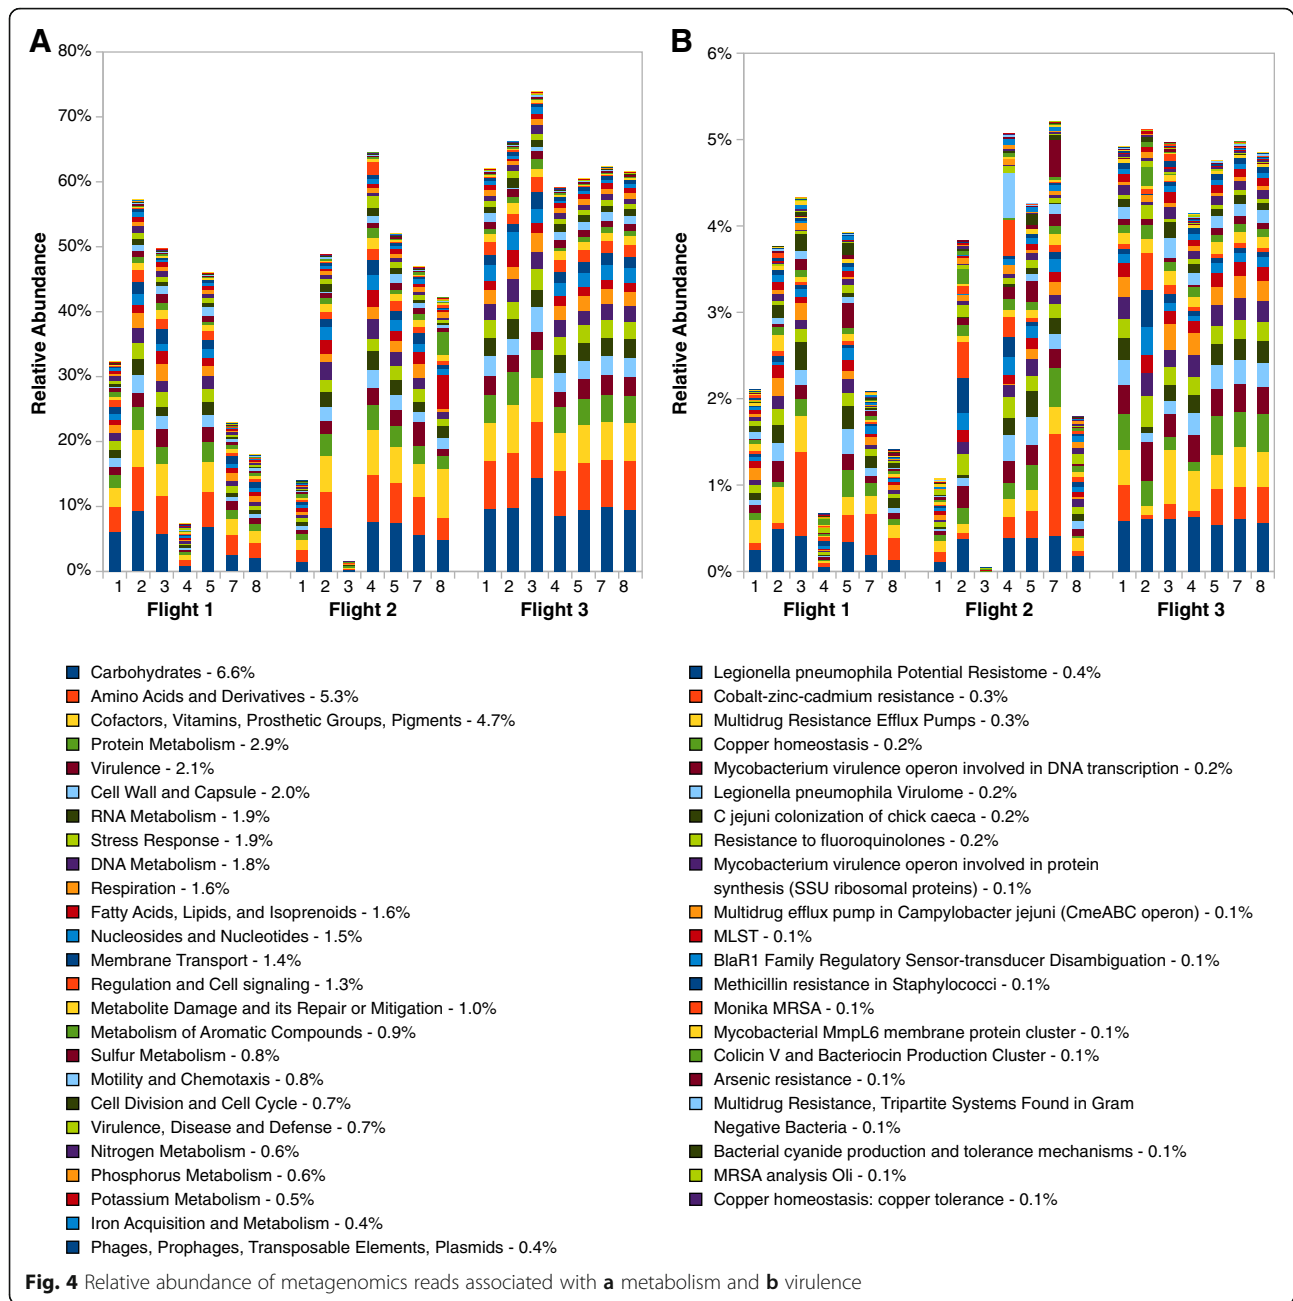 A
B
80%
70%
60%
50%
40%
30%
20%
10%
0%
Relative Abundance
1 2 3 4 5 7 8 1 2 3 4 5 7 8 1 2 3 4 5 7 8
Flight 1 Flight 2 Flight 3
6%
5%
4%
3%
2%
1%
0%
Relative Abundance
1 2 3 4 5 7 8 1 2 3 4 5 7 8 1 2 3 4 5 7 8
Flight 1 Flight 2 Flight 3
Carbohydrates - 6.6%
Amino Acids and Derivatives - 5.3%
Cofactors, Vitamins, Prosthetic Groups, Pigments - 4.7%
Protein Metabolism - 2.9%
Virulence - 2.1%
Cell Wall and Capsule - 2.0%
RNA Metabolism - 1.9%
Stress Response - 1.9%
DNA Metabolism - 1.8%
Respiration - 1.6%
Fatty Acids, Lipids, and Isoprenoids - 1.6%
Nucleosides and Nucleotides - 1.5%
Membrane Transport - 1.4%
Regulation and Cell signaling - 1.3%
Metabolite Damage and its Repair or Mitigation - 1.0%
Metabolism of Aromatic Compounds - 0.9%
Sulfur Metabolism - 0.8%
Motility and Chemotaxis - 0.8%
Cell Division and Cell Cycle - 0.7%
Virulence, Disease and Defense - 0.7%
Nitrogen Metabolism - 0.6%
Phosphorus Metabolism - 0.6%
Potassium Metabolism - 0.5%
Iron Acquisition and Metabolism - 0.4%
Phages, Prophages, Transposable Elements, Plasmids - 0.4%
Legionella pneumophila Potential Resistome - 0.4%
Cobalt-zinc-cadmium resistance - 0.3%
Multidrug Resistance Efflux Pumps - 0.3%
Copper homeostasis - 0.2%
Mycobacterium virulence operon involved in DNA transcription - 0.2%
Legionella pneumophila Virulome - 0.2%
C jejuni colonization of chick caeca - 0.2%
Resistance to fluoroquinolones - 0.2%
Mycobacterium virulence operon involved in protein
synthesis (SSU ribosomal proteins) - 0.1%
Multidrug efflux pump in Campylobacter jejuni (CmeABC operon) - 0.1%
MLST - 0.1%
BlaR1 Family Regulatory Sensor-transducer Disambiguation - 0.1%
Methicillin resistance in Staphylococci - 0.1%
Monika MRSA - 0.1%
Mycobacterial MmpL6 membrane protein cluster - 0.1%
Colicin V and Bacteriocin Production Cluster - 0.1%
Arsenic resistance - 0.1%
Multidrug Resistance, Tripartite Systems Found in Gram
Negative Bacteria - 0.1%
Bacterial cyanide production and tolerance mechanisms - 0.1%
MRSA analysis Oli - 0.1%
Copper homeostasis: copper tolerance - 0.1%
Fig. 4 Relative abundance of metagenomics reads associated with a metabolism and b virulence